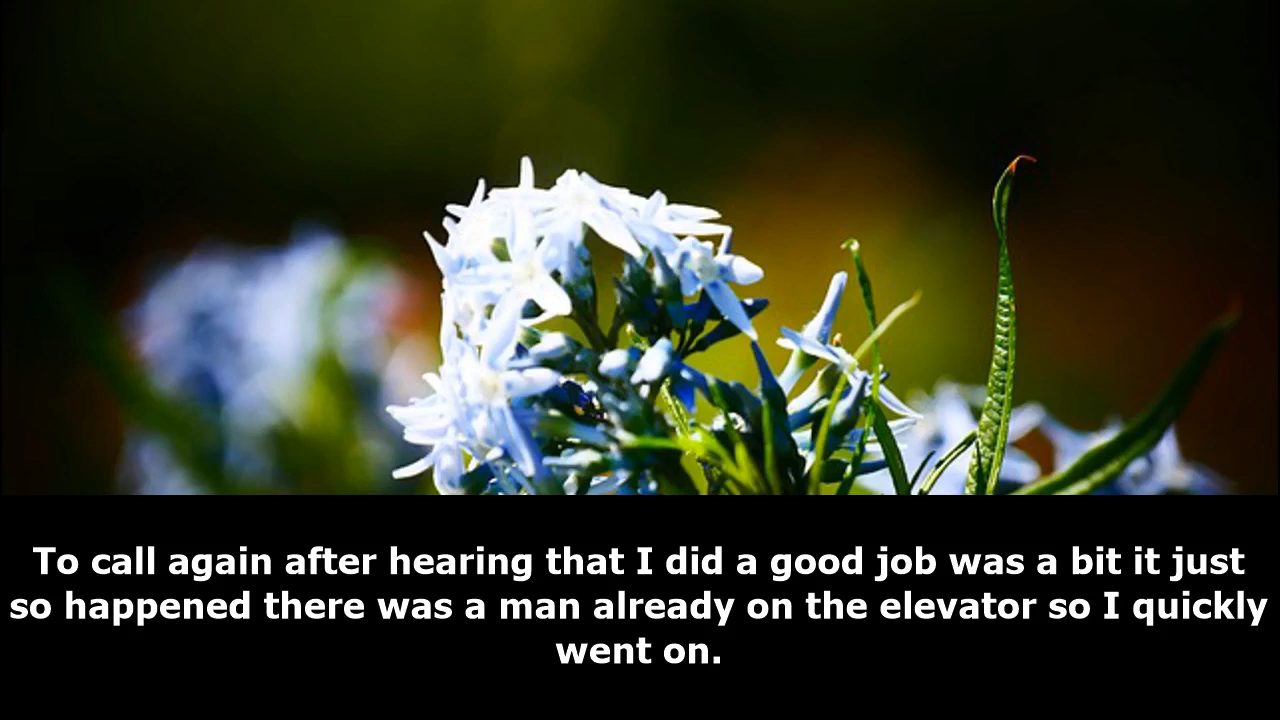 To call again after hearing that I did a good job was a bit it just
so happened there was a man already on the elevator so I quickly
went on.